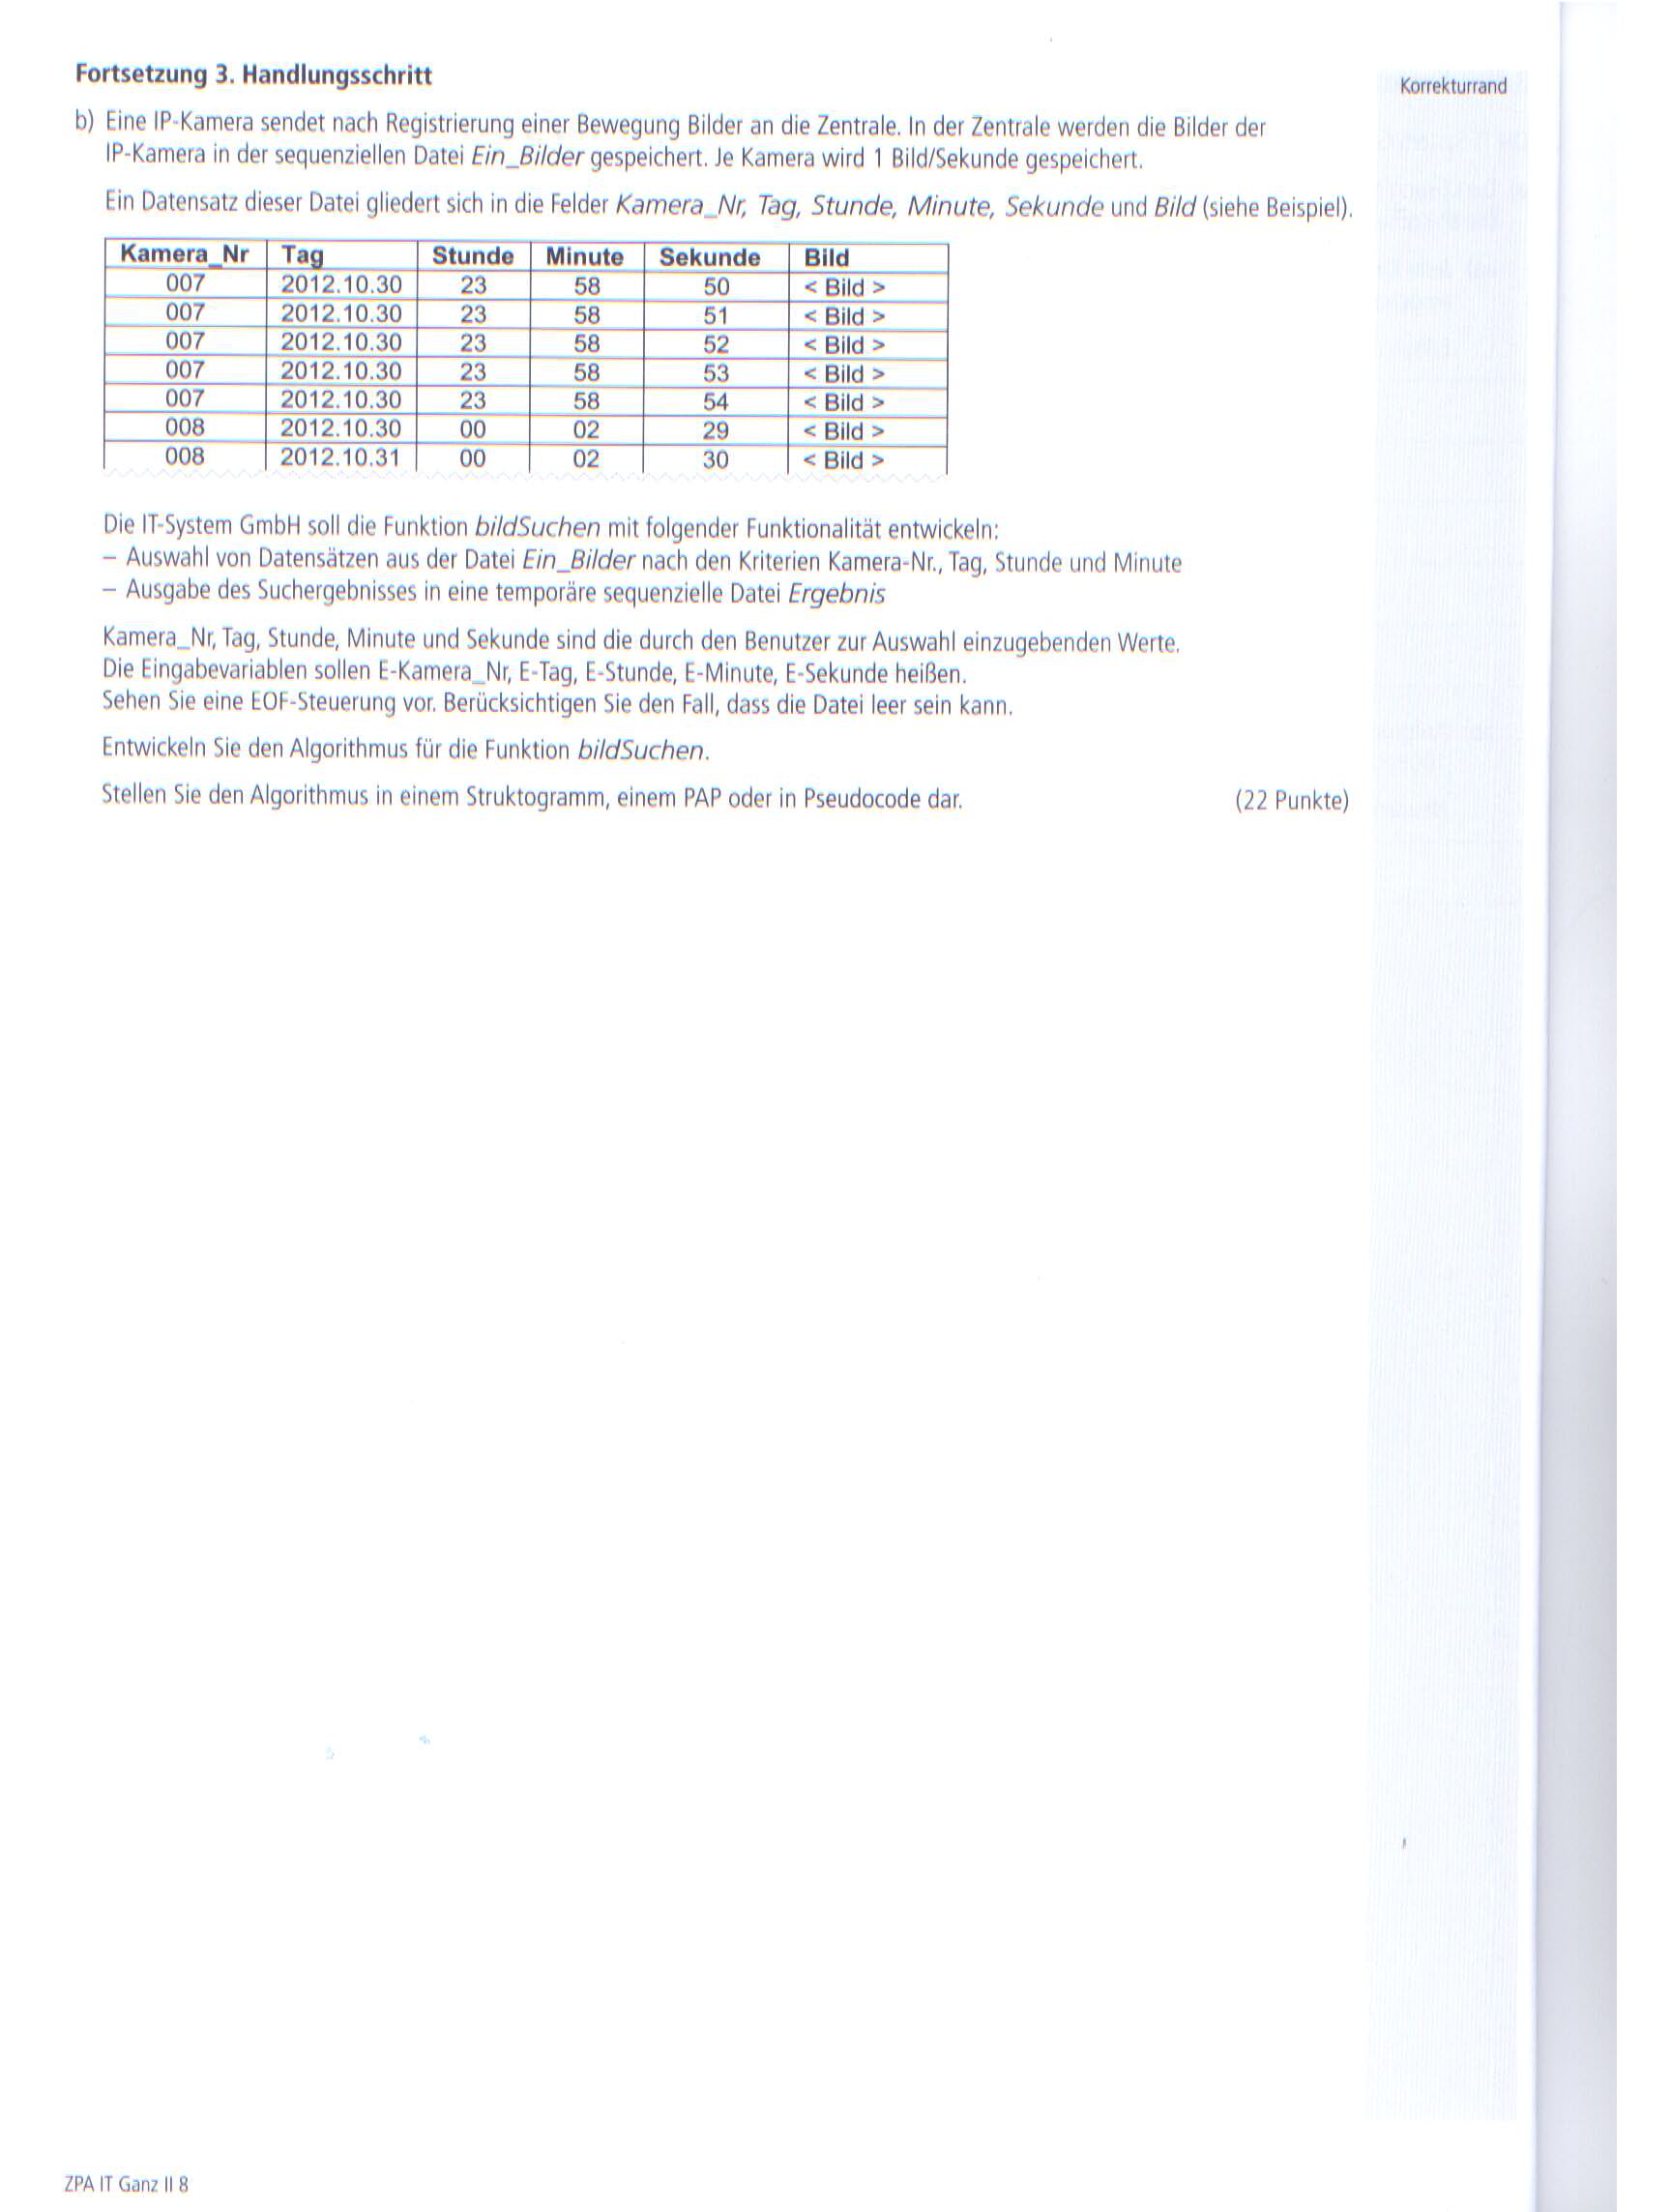 Fortsetzung 3. Handlungsschritt
Korrekturrand
b) Eine IP-Kamera sendet nach Registrierung einer Bewegung Bilder an die Zentrale. In der Zentrale werden die Bilder der
IP-Kamera in der sequenziellen Datei Ein_Bilder gespeichert. Je Kamera wird 1 Bild/Sekunde gespeichert.
Ein Datensatz dieser Datei gliedert sich in die Felder Kamera_Nr, Tag, Stunde, Minute, Sekunde und Bild (siehe Beispiel).
Kamera_Nr Tag Stunde Minute Sekunde Bild
007 2012.10.30 23 58 50 < Bild >
007 2012.10.30 23 58 51 < Bild >
007 2012.10.30 23 58 52 < Bild >
007 2012.10.30 23 58 53 < Bild >
007 2012.10.30 23 58 54 < Bild >
008 2012.10.30 00 02 29 < Bild >
008 2012.10.31 00 02 30 < Bild >
Die IT-System GmbH soll die Funktion bildSuchen mit folgender Funktionalität entwickeln:
– Auswahl von Datensätzen aus der Datei Ein_Bilder nach den Kriterien Kamera-Nr., Tag, Stunde und Minute
– Ausgabe des Suchergebnisses in eine temporäre sequenzielle Datei Ergebnis
Kamera_Nr, Tag, Stunde, Minute und Sekunde sind die durch den Benutzer zur Auswahl einzugebenden Werte.
Die Eingabevariablen sollen E-Kamera_Nr, E-Tag, E-Stunde, E-Minute, E-Sekunde heißen.
Sehen Sie eine EOF-Steuerung vor. Berücksichtigen Sie den Fall, dass die Datei leer sein kann.
Entwickeln Sie den Algorithmus für die Funktion bildSuchen.
Stellen Sie den Algorithmus in einem Struktogramm, einem PAP oder in Pseudocode dar. (22 Punkte)
ZPA IT Ganz II 8